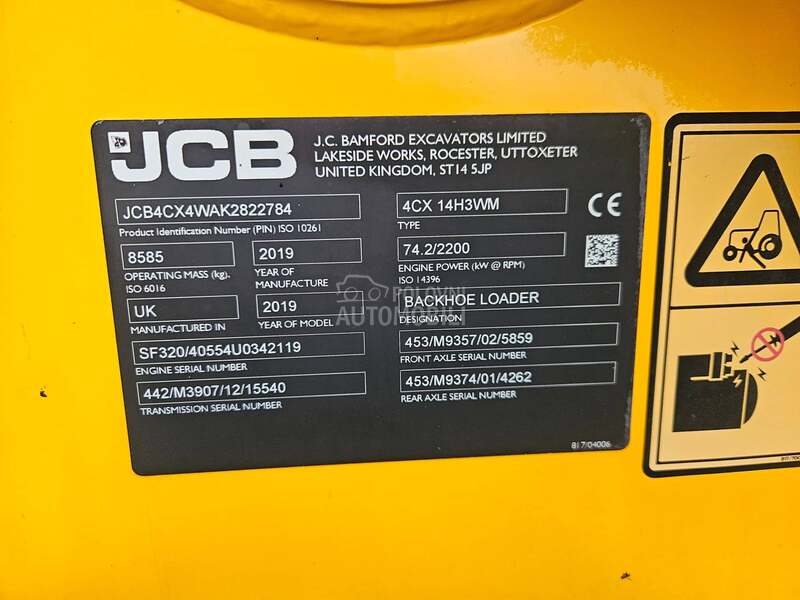 JCB
J.C. BAMFORD EXCAVATORS LIMITED
LAKESIDE WORKS, ROCESTER, UTTOXETER
UNITED KINGDOM, ST14 5JP
JCB4CX4WAK2822784
Product Identification Number (PIN) ISO 10261
4CX 14H3WM
TYPE
CE
8585
OPERATING MASS (kg).
ISO 6016
2019
YEAR OF
MANUFACTURE
74.2/2200
ENGINE POWER (kW @ RPM)
ISO 14396
UK
MANUFACTURED IN
2019
YEAR OF MODEL
BACKHOE LOADER
DESIGNATION
POLOVNI
AUTOMOBILI
SF320/40554U0342119
ENGINE SERIAL NUMBER
453/M9357/02/5859
FRONT AXLE SERIAL NUMBER
442/M3907/12/15540
TRANSMISSION SERIAL NUMBER
453/M9374/01/4262
REAR AXLE SERIAL NUMBER
817/04006